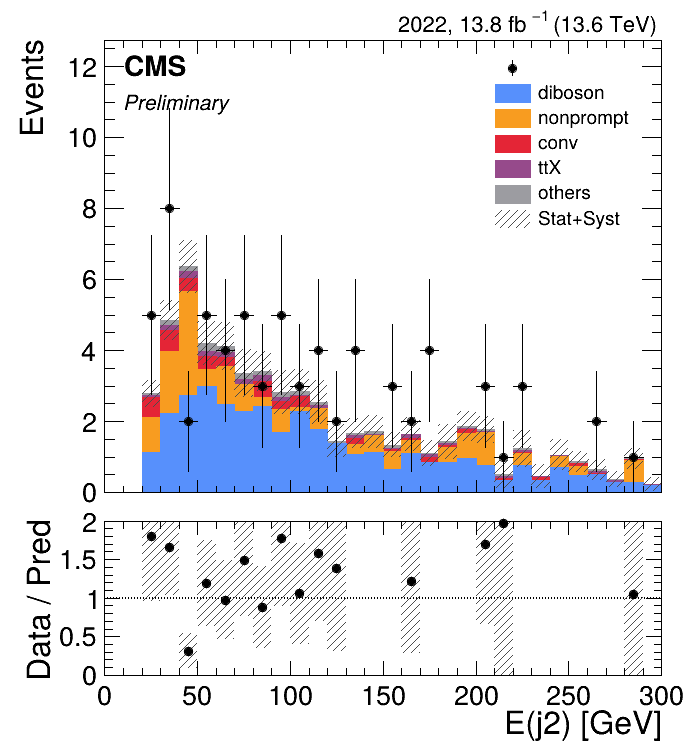 2022, 13.8 fb⁻¹ (13.6 TeV)
CMS
Preliminary
Events
12
10
8
6
4
2
0
diboson
nonprompt
conv
ttX
others
Stat+Syst
Data / Pred
2
1.5
1
0.5
0
0 50 100 150 200 250 300
E(j2) [GeV]